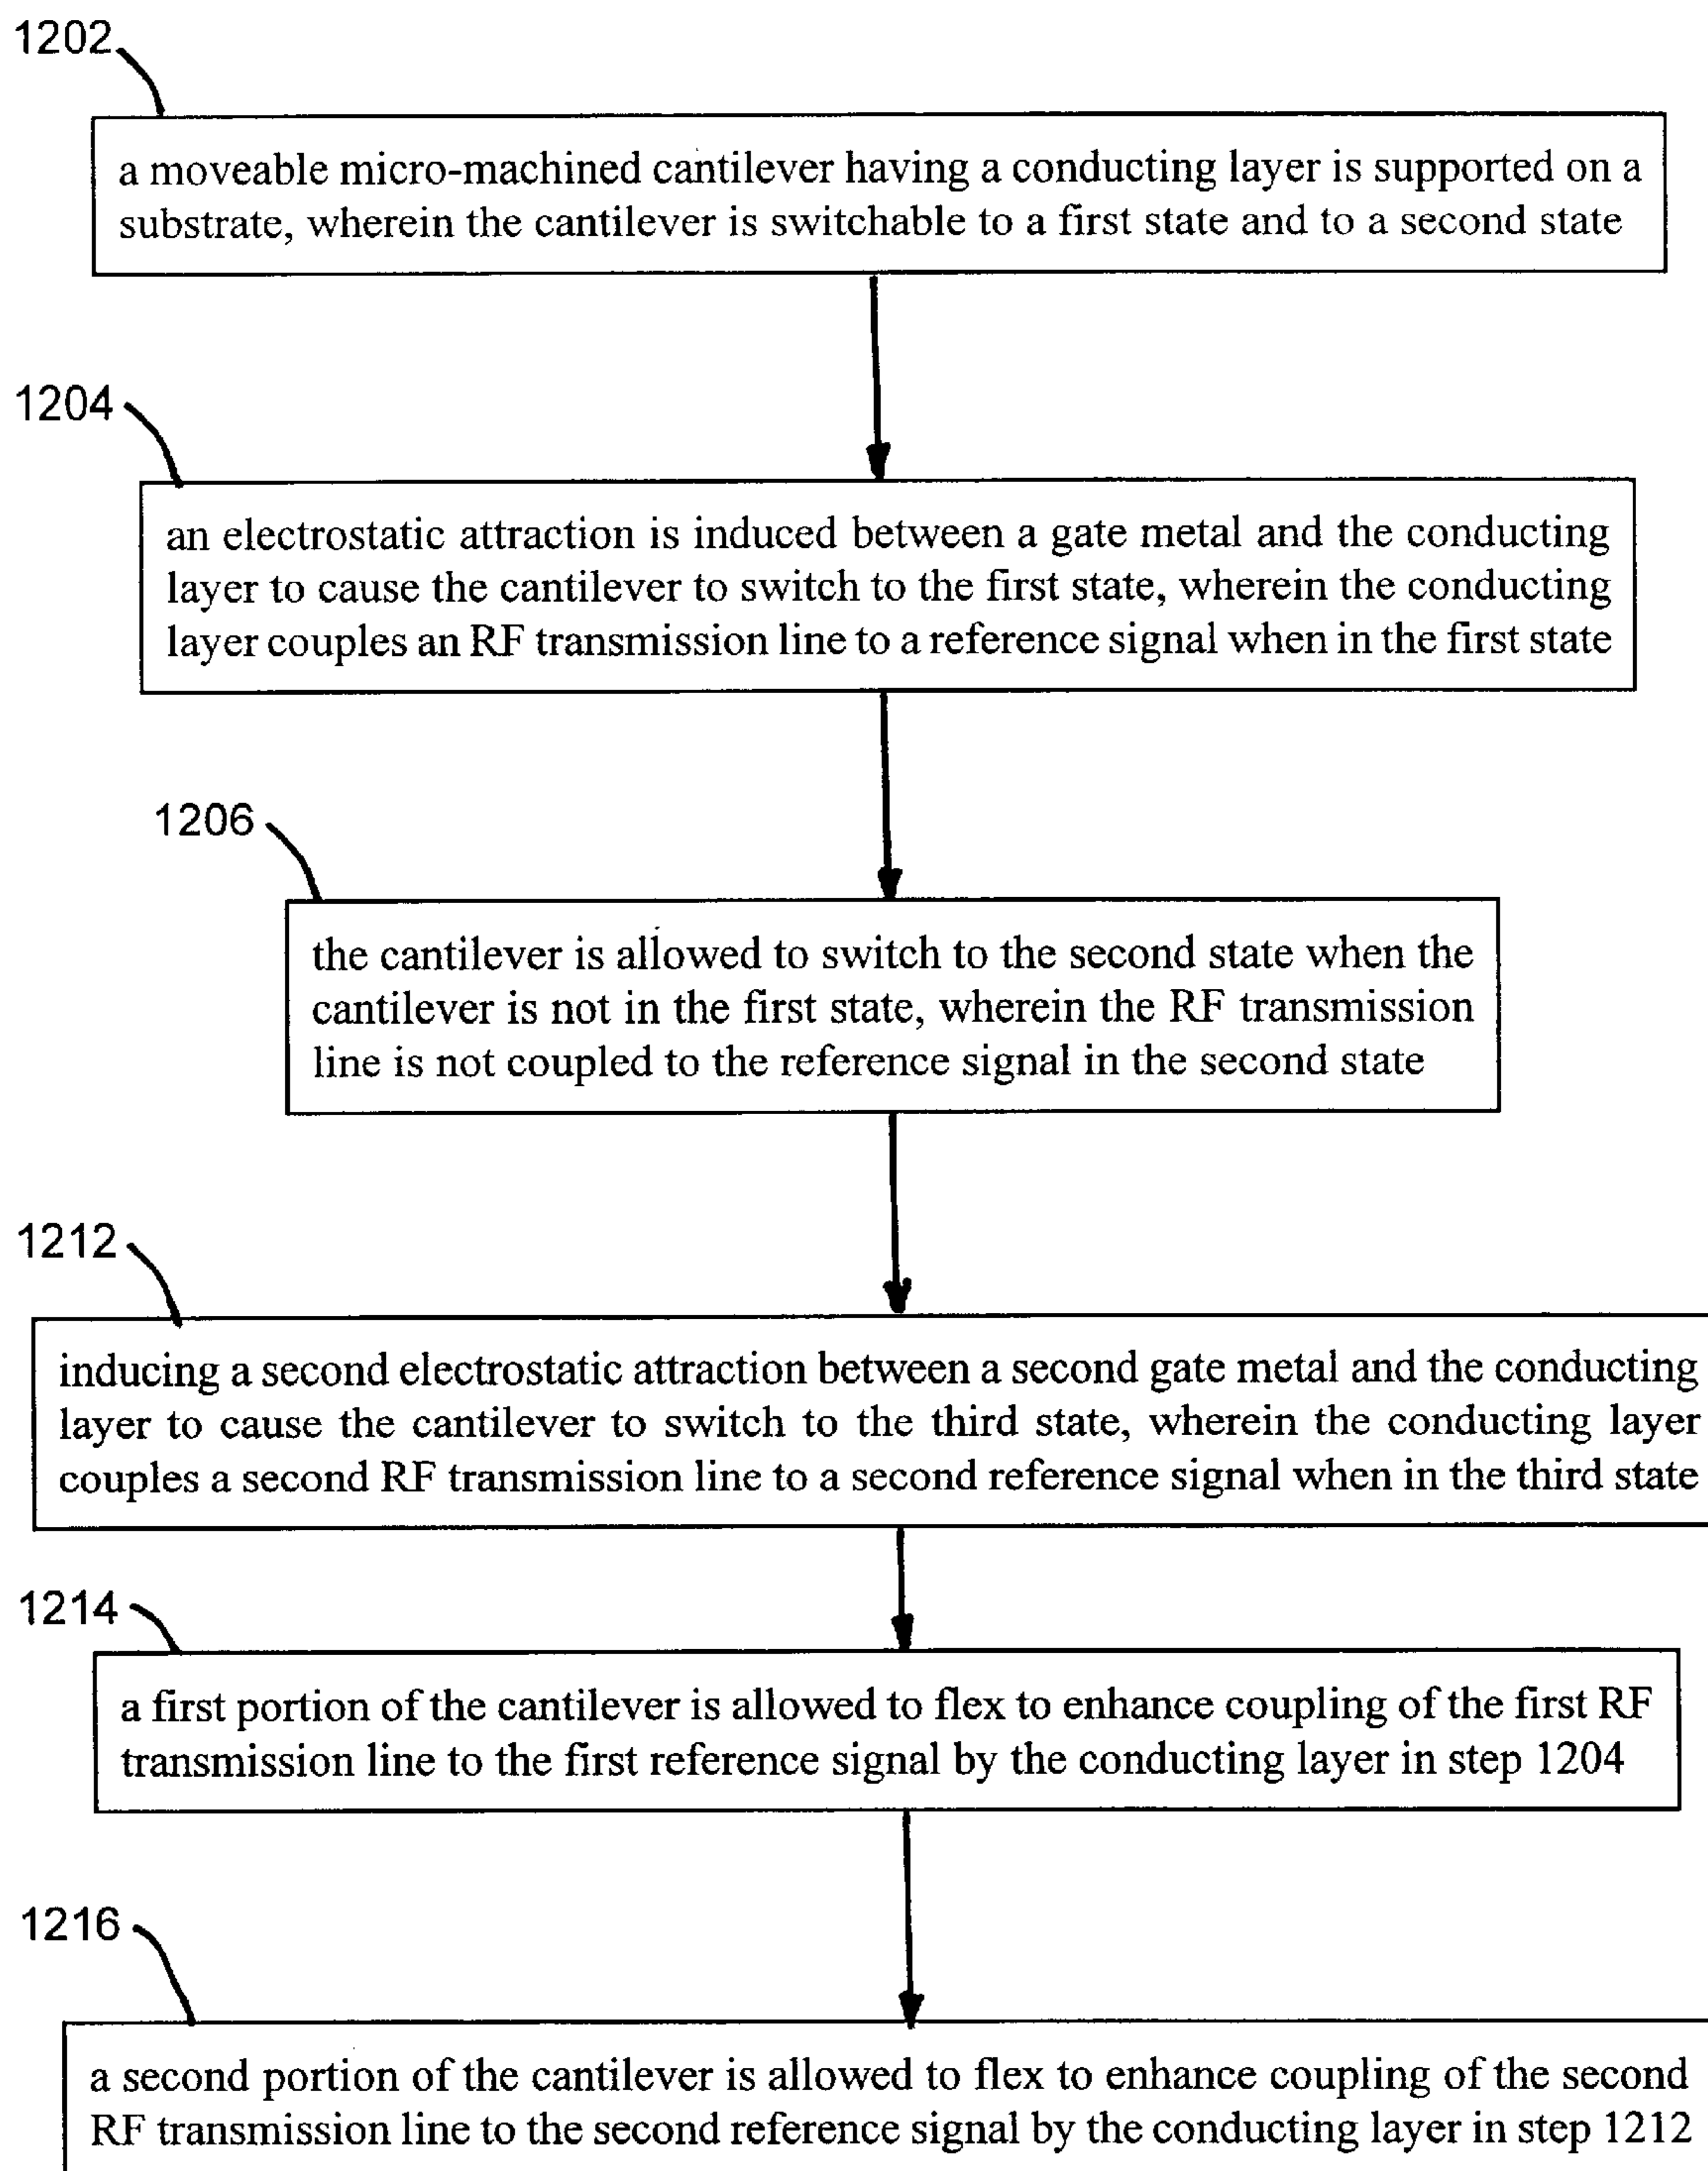 1202
a moveable micro-machined cantilever having a conducting layer is supported on a
substrate, wherein the cantilever is switchable to a first state and to a second state
1204
an electrostatic attraction is induced between a gate metal and the conducting
layer to cause the cantilever to switch to the first state, wherein the conducting
layer couples an RF transmission line to a reference signal when in the first state
1206
the cantilever is allowed to switch to the second state when the
cantilever is not in the first state, wherein the RF transmission
line is not coupled to the reference signal in the second state
1212
inducing a second electrostatic attraction between a second gate metal and the conducting
layer to cause the cantilever to switch to the third state, wherein the conducting layer
couples a second RF transmission line to a second reference signal when in the third state
1214
a first portion of the cantilever is allowed to flex to enhance coupling of the first RF
transmission line to the first reference signal by the conducting layer in step 1204
1216
a second portion of the cantilever is allowed to flex to enhance coupling of the second
RF transmission line to the second reference signal by the conducting layer in step 1212